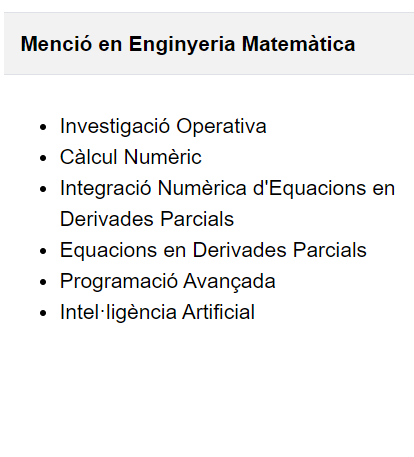 Menció en Enginyeria Matemàtica
Investigació Operativa
Càlcul Numèric
Integració Numèrica d'Equacions en
Derivades Parcials
Equacions en Derivades Parcials
Programació Avançada
Intel·ligència Artificial